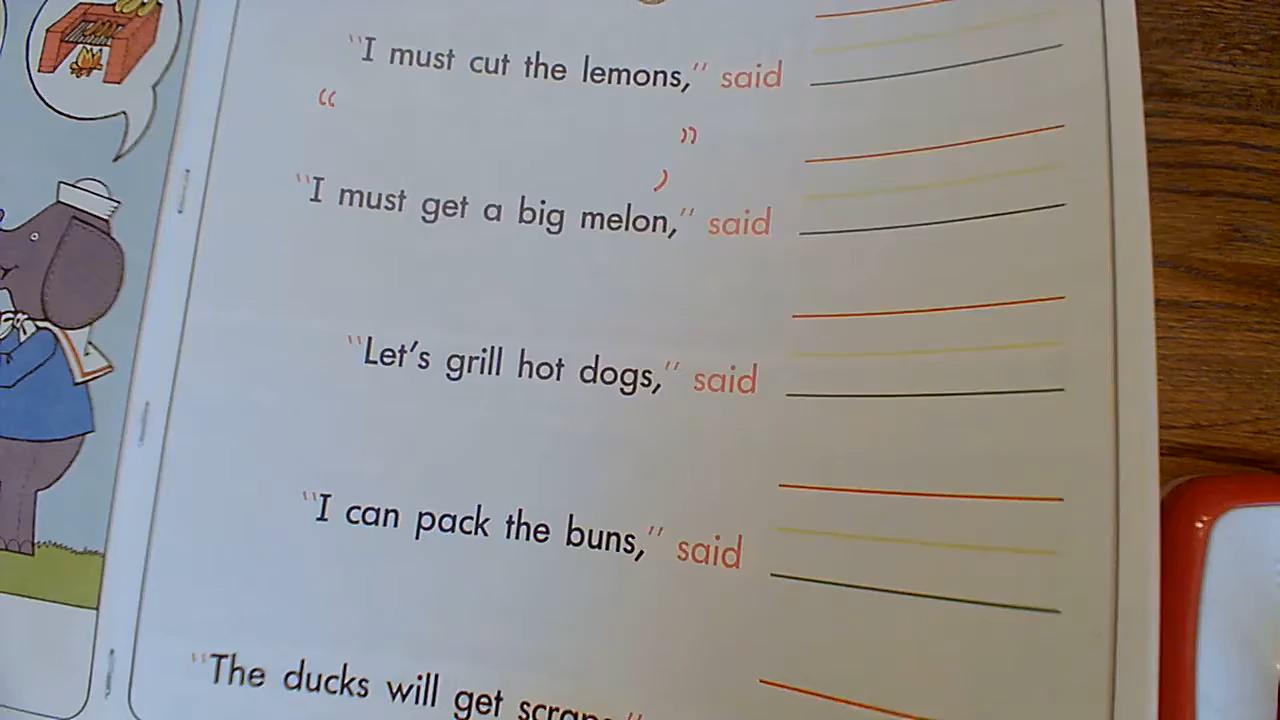 "I must cut the lemons," said
“
”
,
"I must get a big melon," said
"Let's grill hot dogs," said
"I can pack the buns," said
"The ducks will get